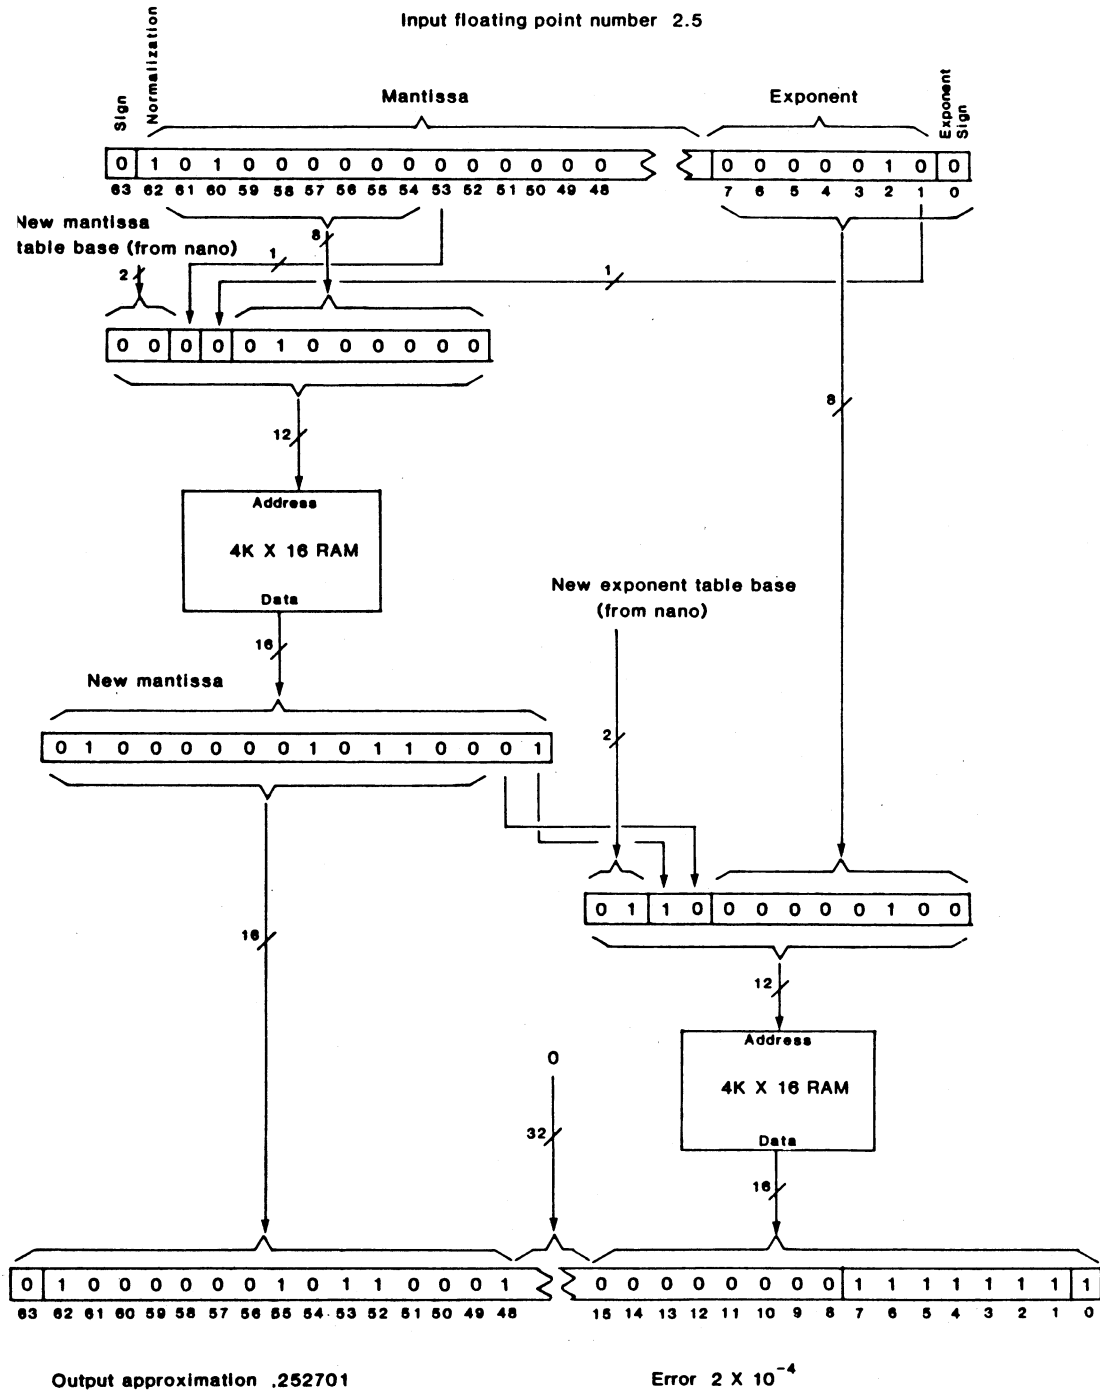 Input floating point number 2.5
Sign
Normalization
Mantissa
Exponent
Exponent Sign
0 1 0 1 0 0 0 0 0 0 0 0 0 0 0 0
0 0 0 0 0 1 0 0
63 62 61 60 59 58 57 56 55 54 53 52 51 50 49 48
7 6 5 4 3 2 1 0
New mantissa
table base (from nano)
8
1
1
2
0 0 0 0 0 1 0 0 0 0 0 0
8
12
Address
4K X 16 RAM
Data
New exponent table base
(from nano)
16
New mantissa
2
0 1 0 0 0 0 0 0 1 0 1 1 0 0 0 1
0 1 1 0 0 0 0 0 0 1 0 0
16
12
Address
0
4K X 16 RAM
32
Data
16
0 1 0 0 0 0 0 0 1 0 1 1 0 0 0 1
0 0 0 0 0 0 0 0 1 1 1 1 1 1 1 1
63 62 61 60 59 58 57 56 55 54 53 52 51 50 49 48
15 14 13 12 11 10 9 8 7 6 5 4 3 2 1 0
Output approximation .252701
Error 2 X 10⁻⁴